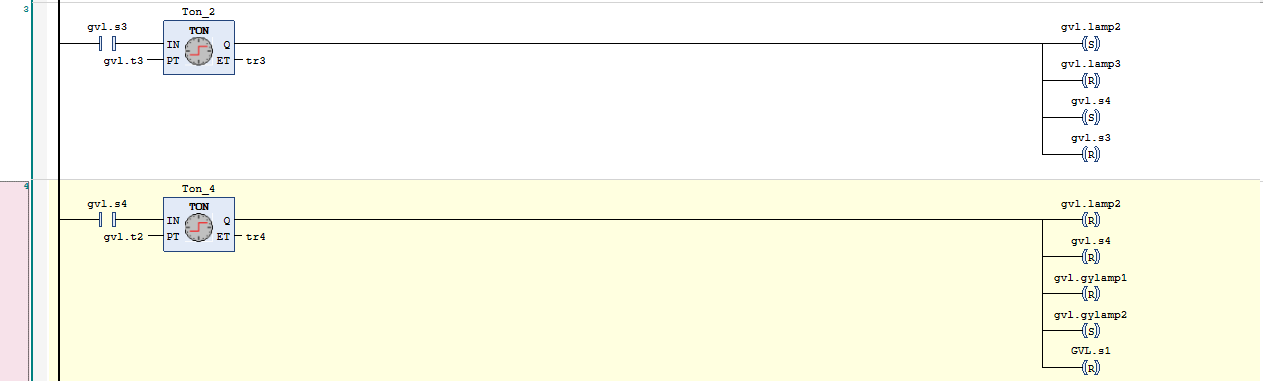 3
Ton_2
gvl.s3
TON
gvl.lamp2
IN Q
S
gvl.t3 PT ET tr3
gvl.lamp3
R
gvl.s4
S
gvl.s3
R
4
Ton_4
gvl.s4
TON
gvl.lamp2
IN Q
R
gvl.t2 PT ET tr4
gvl.s4
R
gvl.gylamp1
R
gvl.gylamp2
S
GVL.s1
R